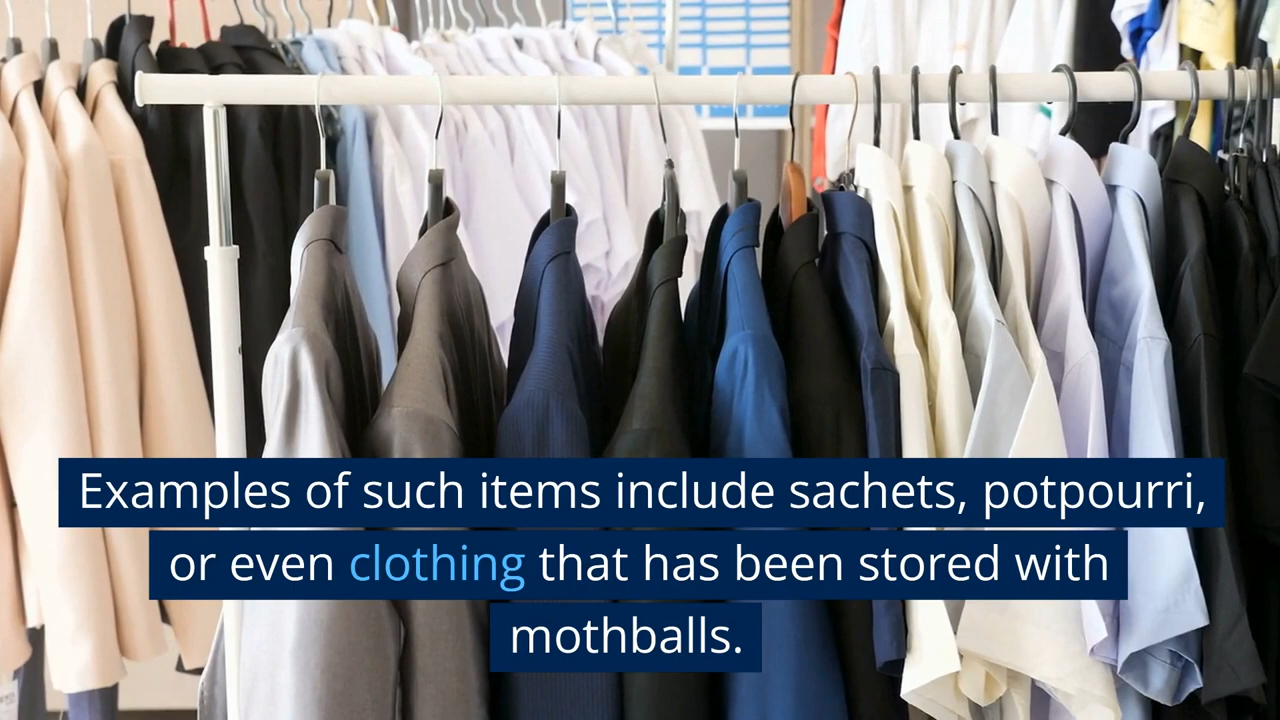 Examples of such items include sachets, potpourri,
or even clothing that has been stored with
mothballs.